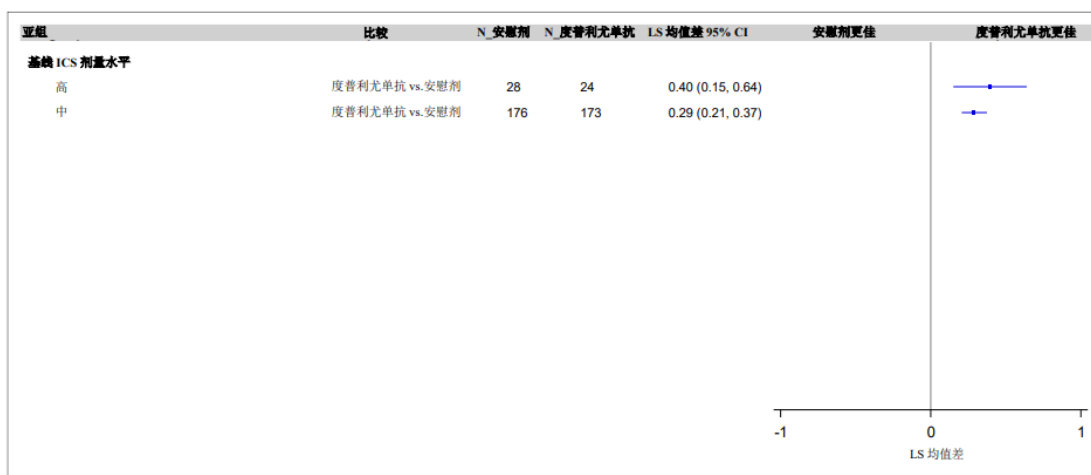 亚组 比较 N_安慰剂 N_度普利尤单抗 LS 均值差 95% CI 安慰剂更佳 度普利尤单抗更佳
基线 ICS 剂量水平
高 度普利尤单抗 vs.安慰剂 28 24 0.40 (0.15, 0.64)
中 度普利尤单抗 vs.安慰剂 176 173 0.29 (0.21, 0.37)
-1 0 1
LS 均值差